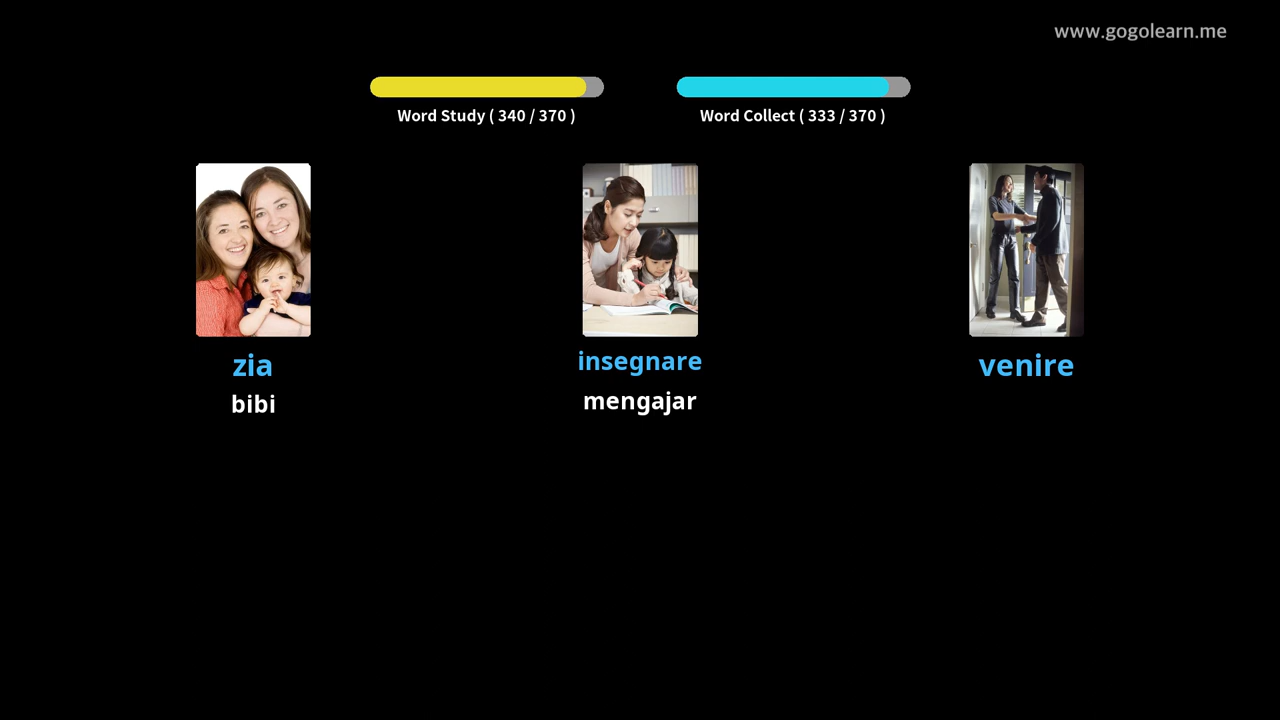 www.gogolearn.me
Word Study ( 340 / 370 )
Word Collect ( 333 / 370 )
zia
insegnare
venire
bibi
mengajar